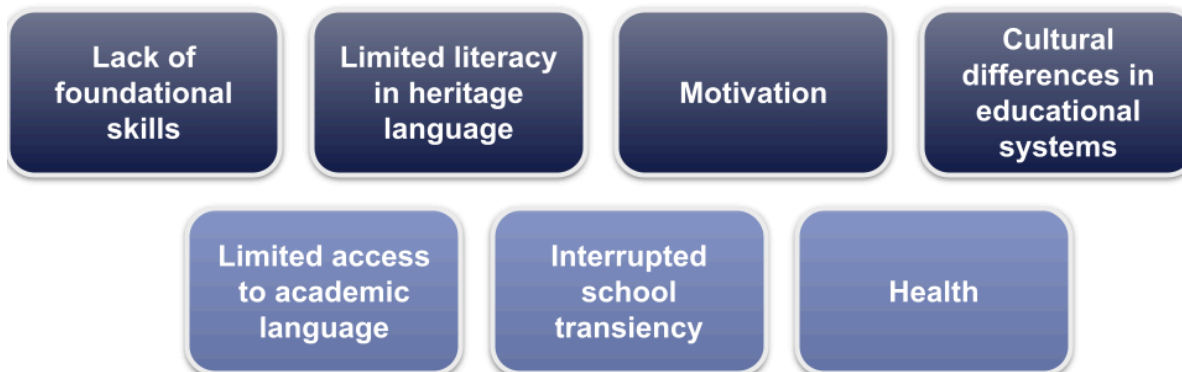 Lack of
foundational
skills
Limited literacy
in heritage
language
Motivation
Cultural
differences in
educational
systems
Limited access
to academic
language
Interrupted
school
transiency
Health